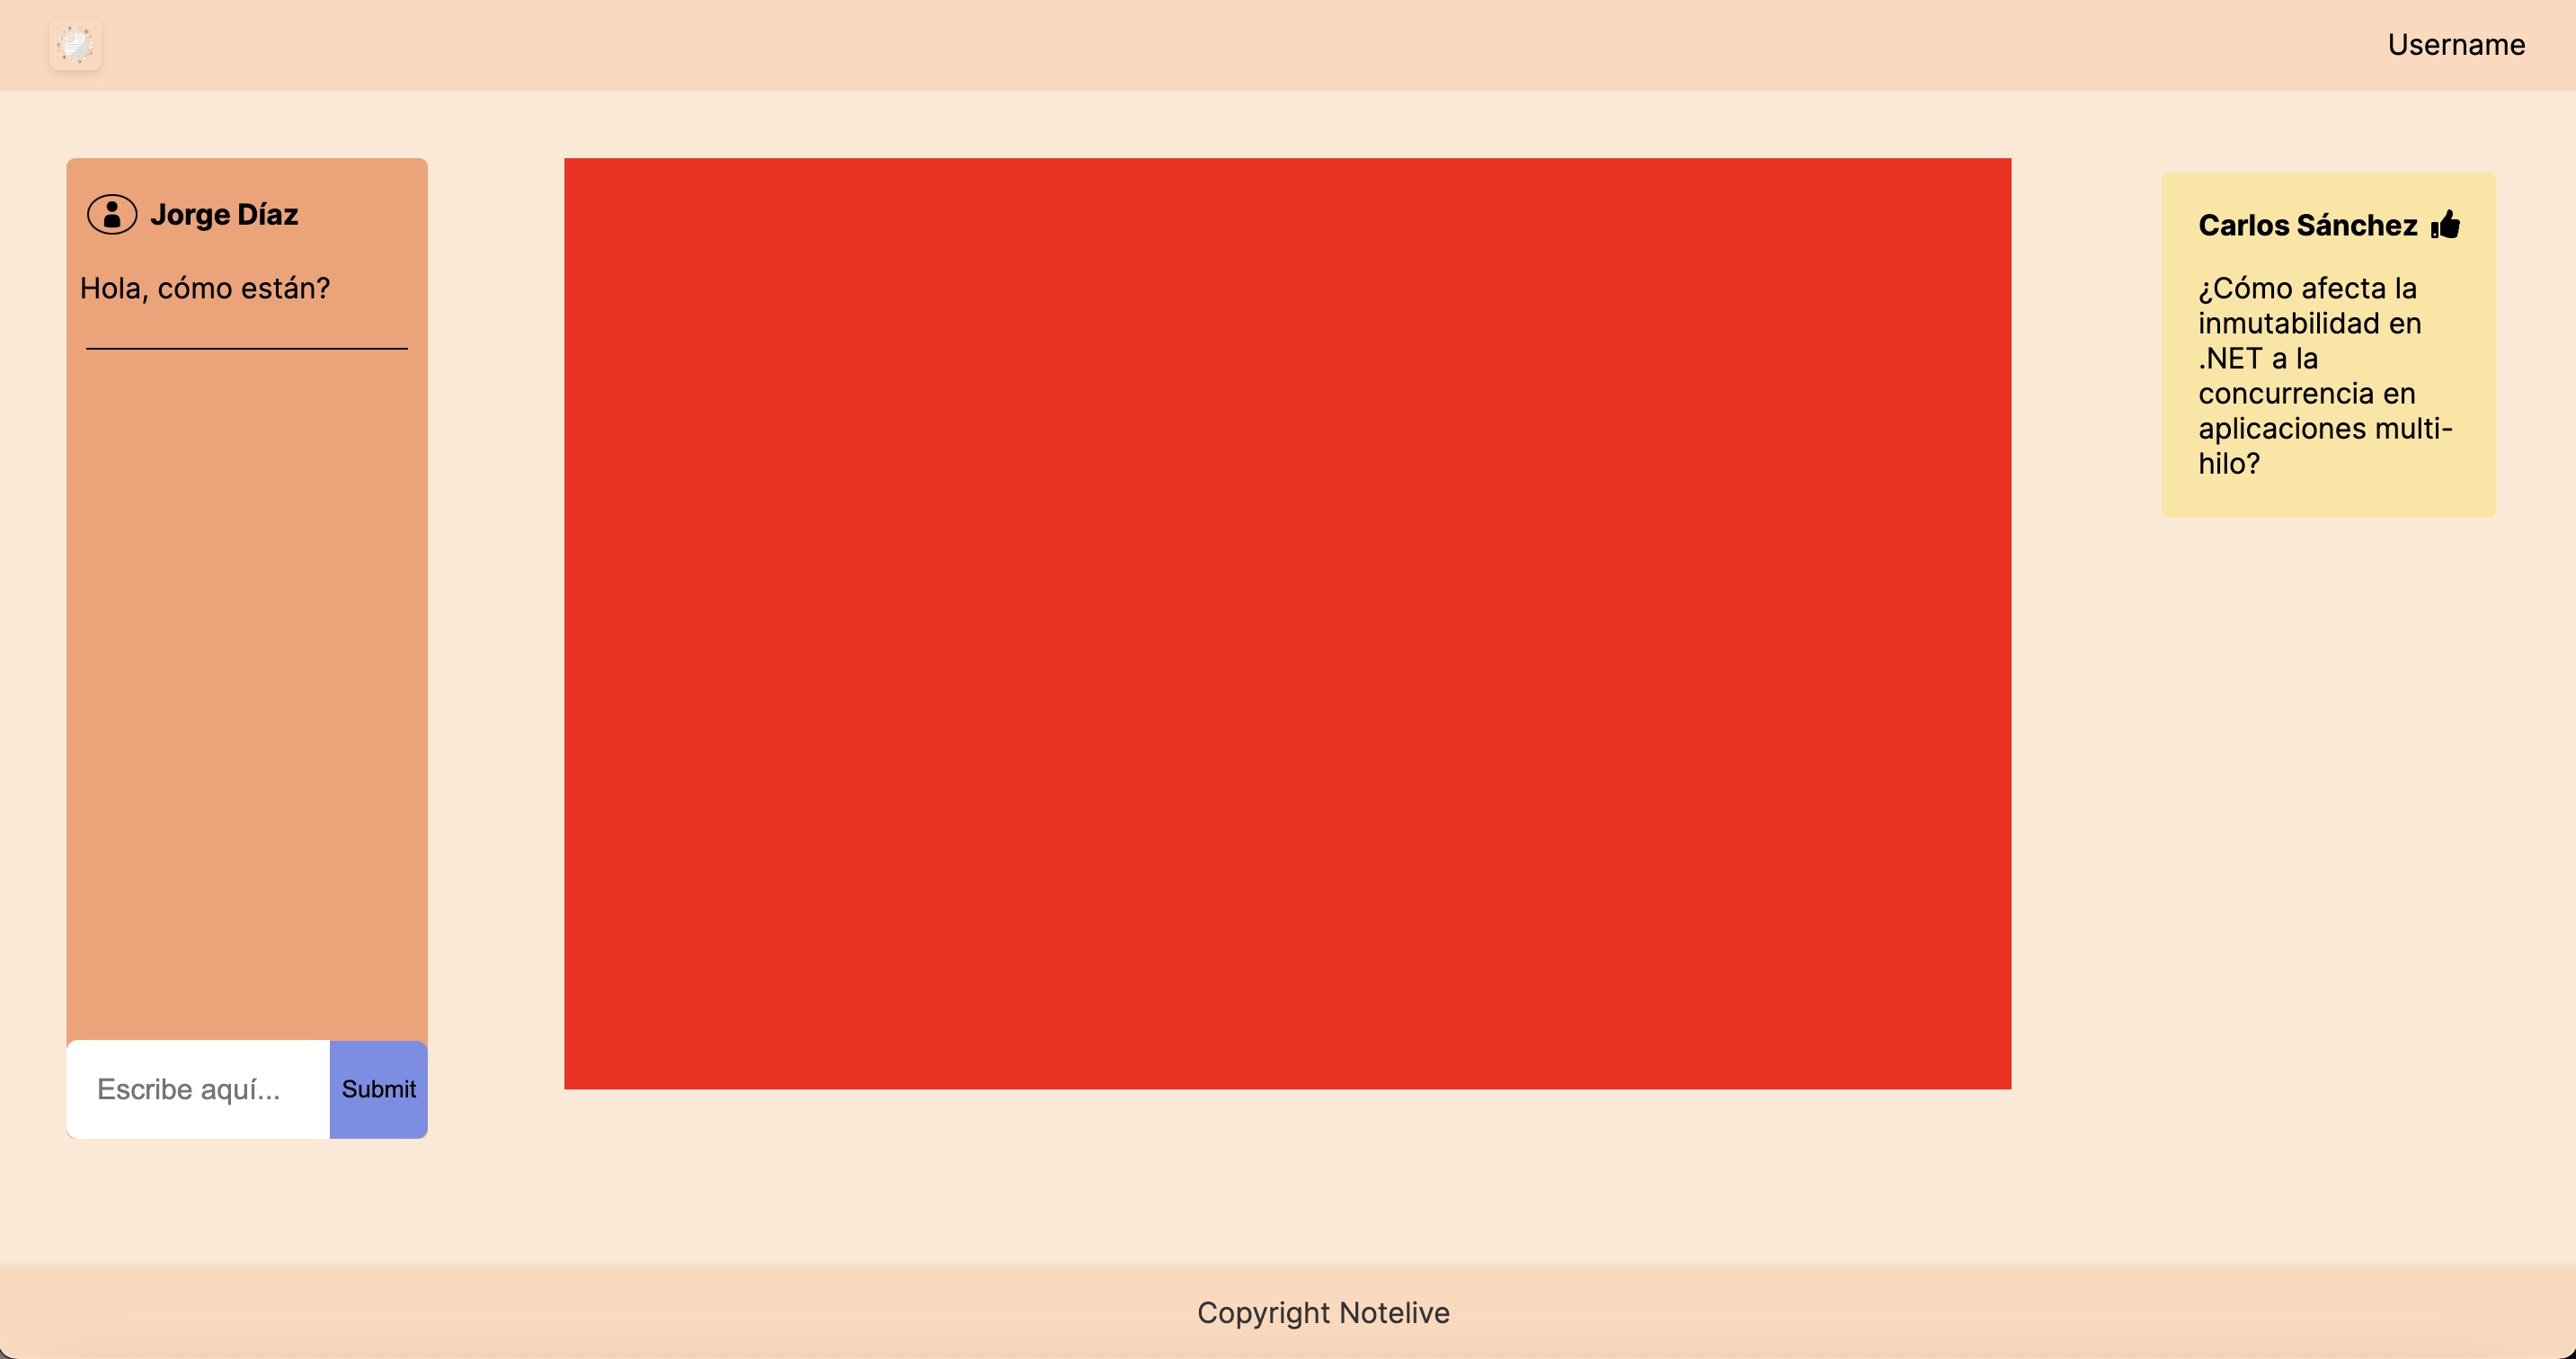 Username
Jorge Díaz
Hola, cómo están?
Escribe aquí...
Submit
Carlos Sánchez
¿Cómo afecta la
inmutabilidad en
.NET a la
concurrencia en
aplicaciones multi-
hilo?
Copyright Notelive